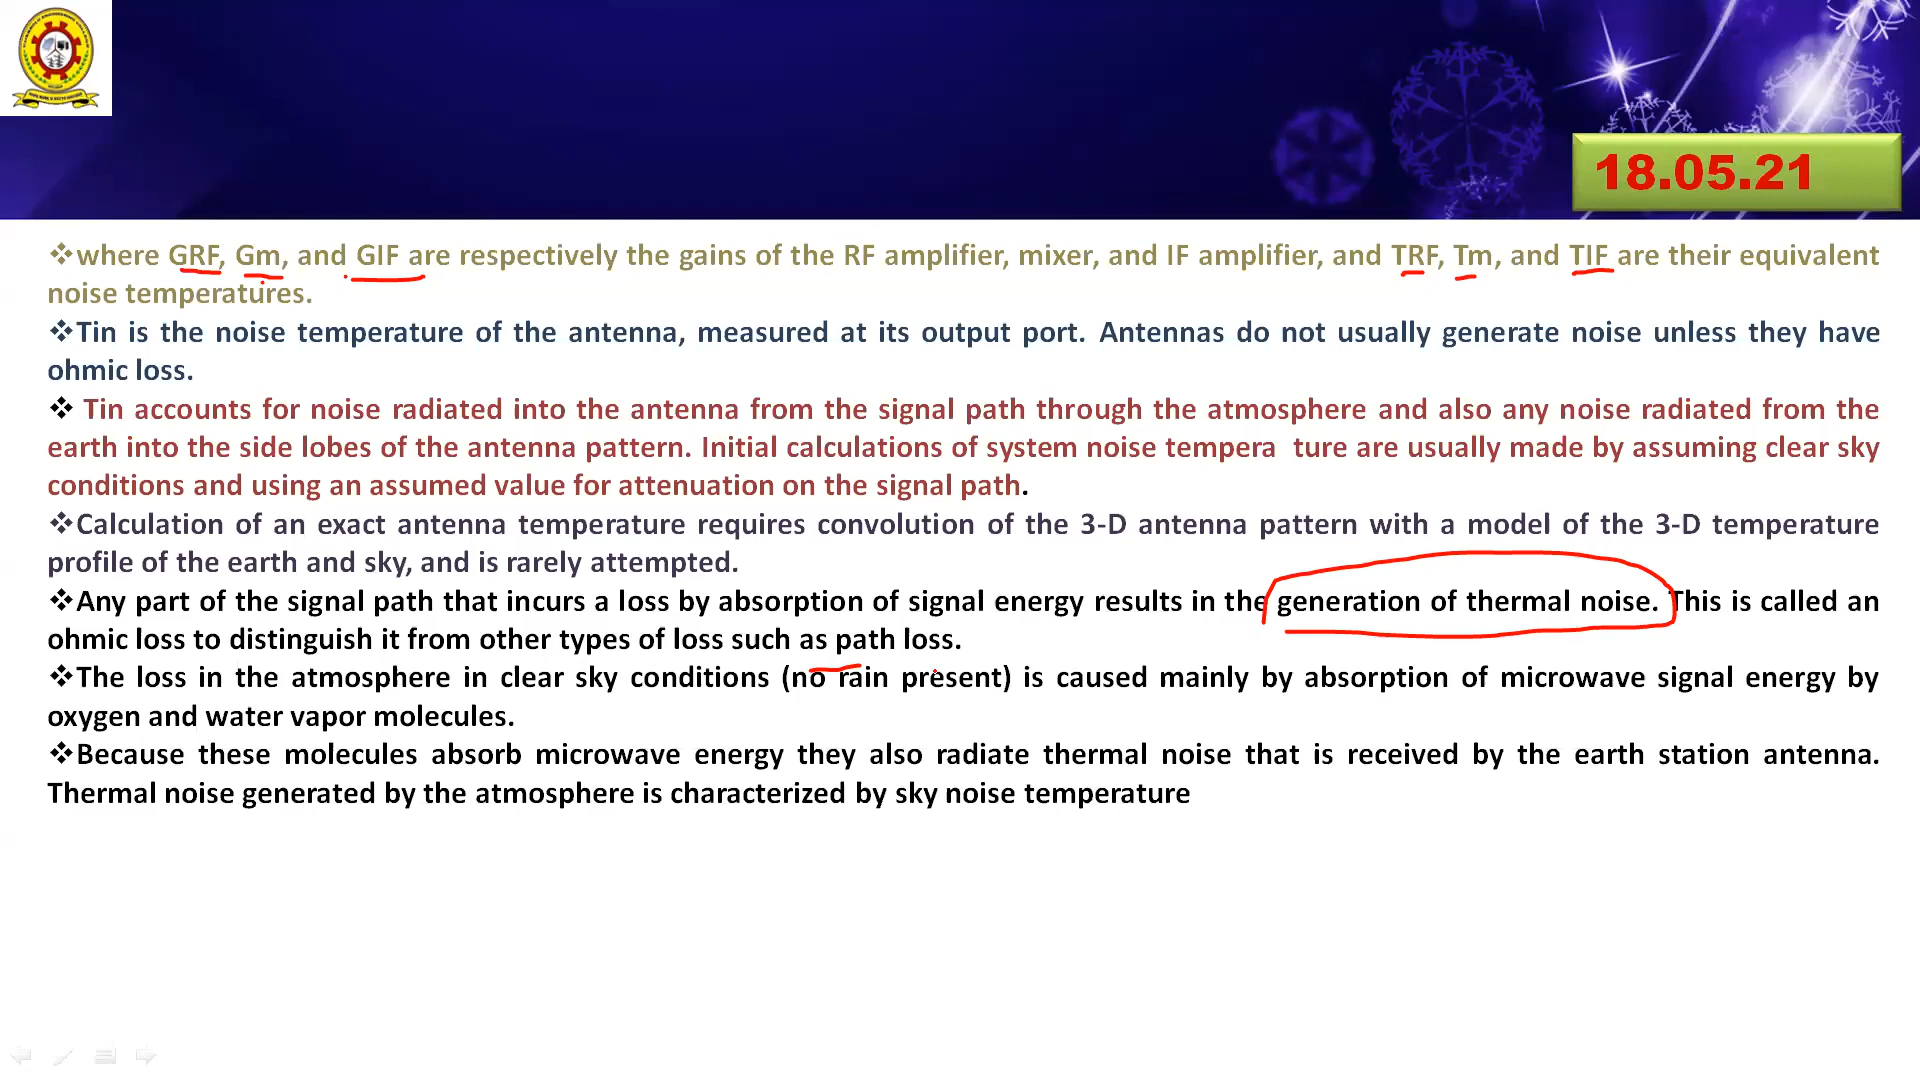 18.05.21
❖where GRF, Gm, and GIF are respectively the gains of the RF amplifier, mixer, and IF amplifier, and TRF, Tm, and TIF are their equivalent
noise temperatures.
❖Tin is the noise temperature of the antenna, measured at its output port. Antennas do not usually generate noise unless they have
ohmic loss.
❖ Tin accounts for noise radiated into the antenna from the signal path through the atmosphere and also any noise radiated from the
earth into the side lobes of the antenna pattern. Initial calculations of system noise tempera ture are usually made by assuming clear sky
conditions and using an assumed value for attenuation on the signal path.
❖Calculation of an exact antenna temperature requires convolution of the 3-D antenna pattern with a model of the 3-D temperature
profile of the earth and sky, and is rarely attempted.
❖Any part of the signal path that incurs a loss by absorption of signal energy results in the generation of thermal noise. This is called an
ohmic loss to distinguish it from other types of loss such as path loss.
❖The loss in the atmosphere in clear sky conditions (no rain present) is caused mainly by absorption of microwave signal energy by
oxygen and water vapor molecules.
❖Because these molecules absorb microwave energy they also radiate thermal noise that is received by the earth station antenna.
Thermal noise generated by the atmosphere is characterized by sky noise temperature